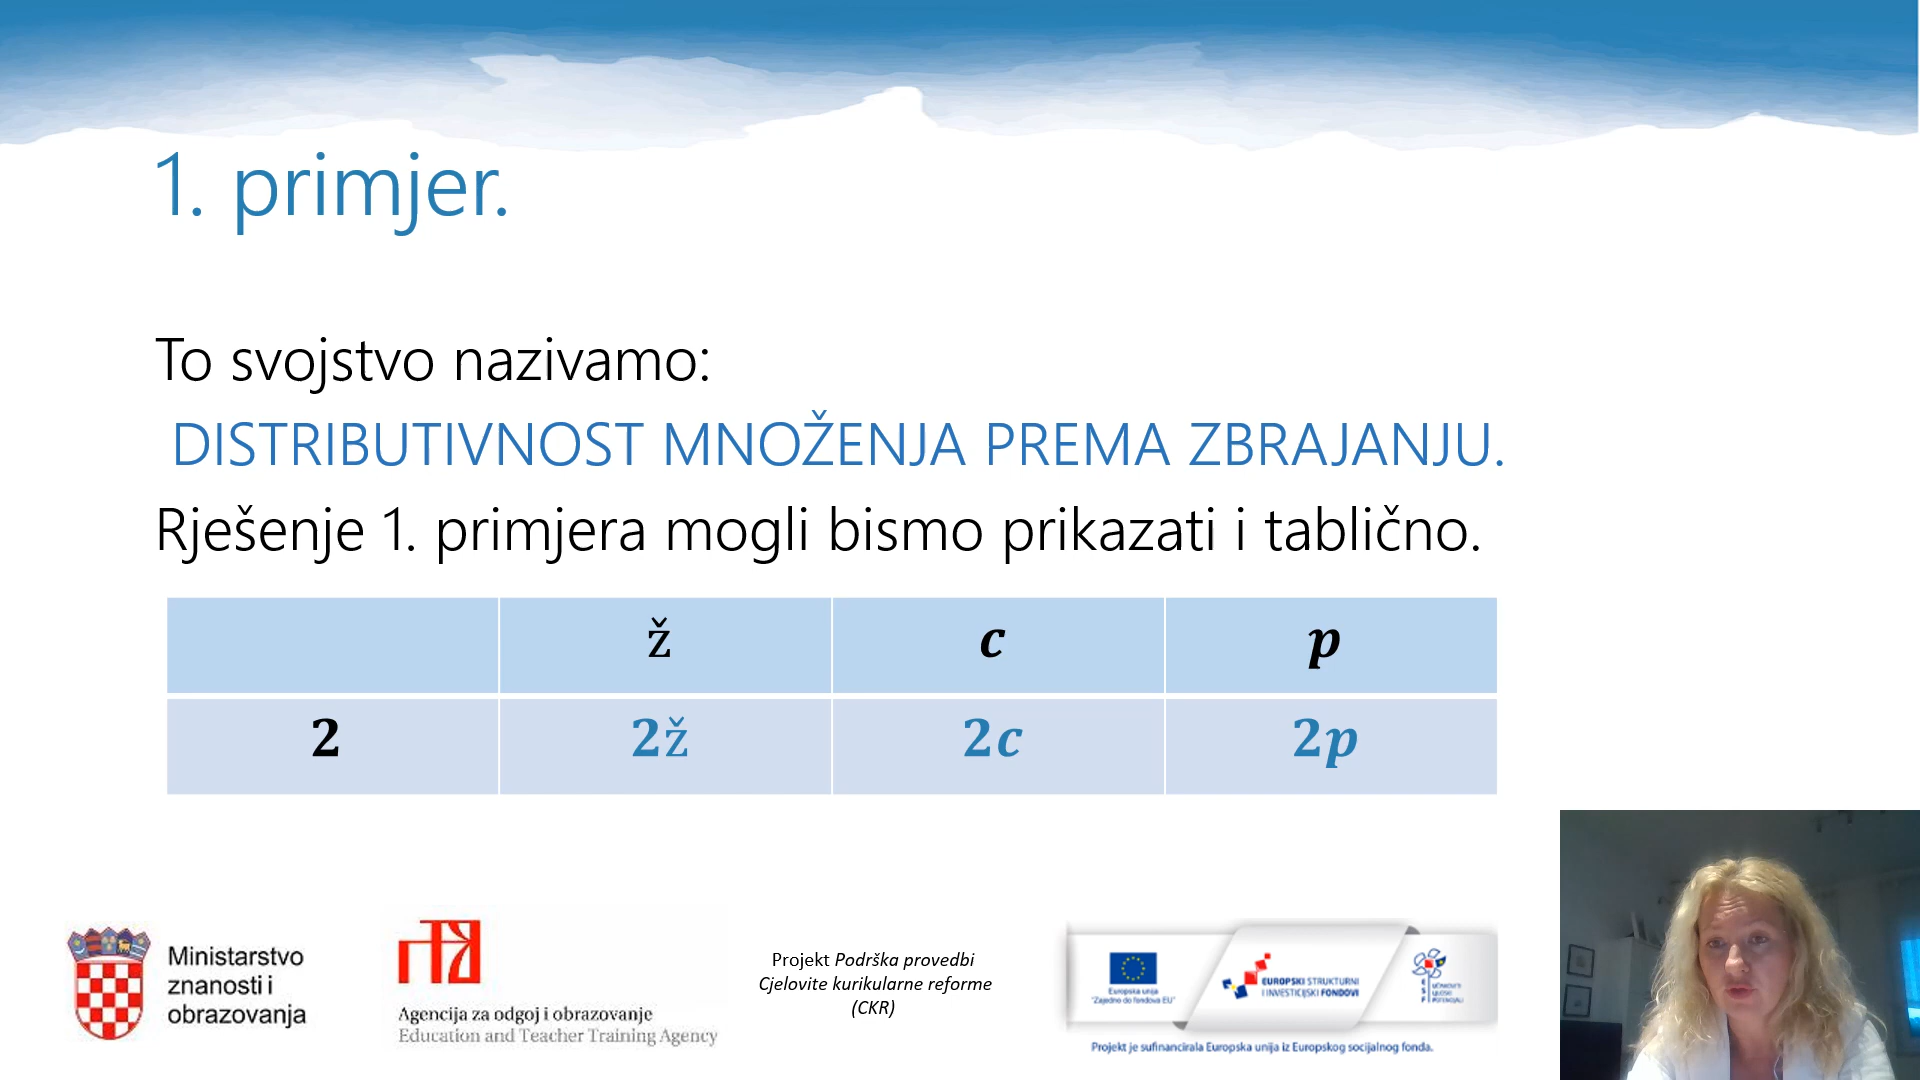 1. primjer.
To svojstvo nazivamo:
DISTRIBUTIVNOST MNOŽENJA PREMA ZBRAJANJU.
Rješenje 1. primjera mogli bismo prikazati i tablično.
ž c p
2 2ž 2c 2p
Ministarstvo
znanosti i
obrazovanja
Agencija za odgoj i obrazovanje
Education and Teacher Training Agency
Projekt Podrška provedbi
Cjelovite kurikularne reforme
(CKR)
Europska unija
"Zajedno do fondova EU"
EUROPSKI STRUKTURNI
I INVESTICIJSKI FONDOVI
Projekt je sufinancirala Europska unija iz Europskog socijalnog fonda.